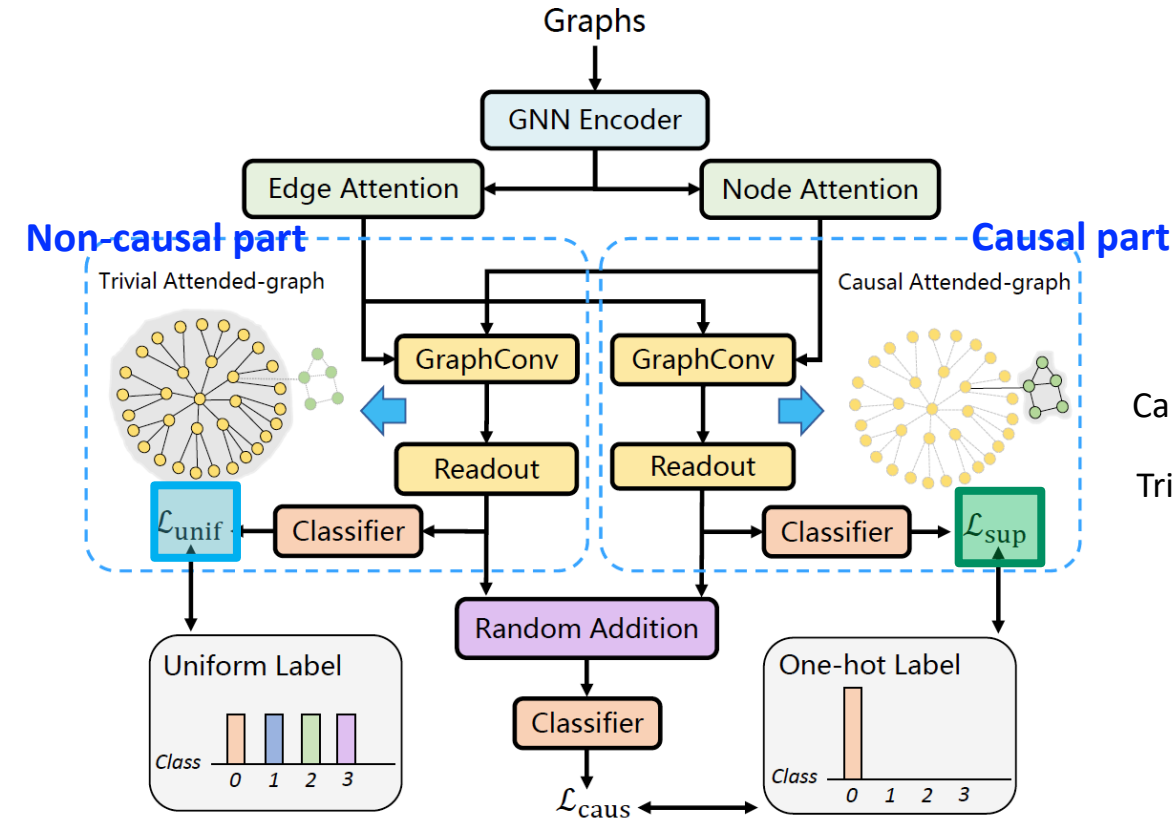 Graphs
GNN Encoder
Edge Attention
Node Attention
Non-causal part
Causal part
Trivial Attended-graph
Causal Attended-graph
GraphConv
GraphConv
Ca
Readout
Readout
Tri
ℒunif
Classifier
Classifier
ℒsup
Random Addition
Uniform Label
One-hot Label
Classifier
Class
0 1 2 3
Class
0 1 2 3
ℒcaus